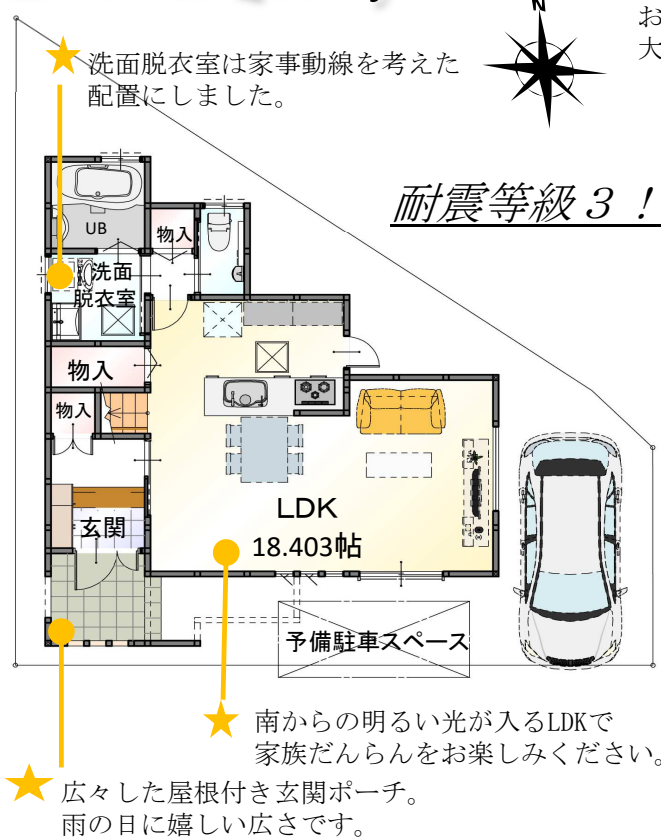 N
お
大
洗面脱衣室は家事動線を考えた
配置にしました。
耐震等級３！
UB
物入
洗面
脱衣室
物入
物入
玄関
LDK
18.403帖
予備駐車スペース
南からの明るい光が入るLDKで
家族だんらんをお楽しみください。
広々した屋根付き玄関ポーチ。
雨の日に嬉しい広さです。